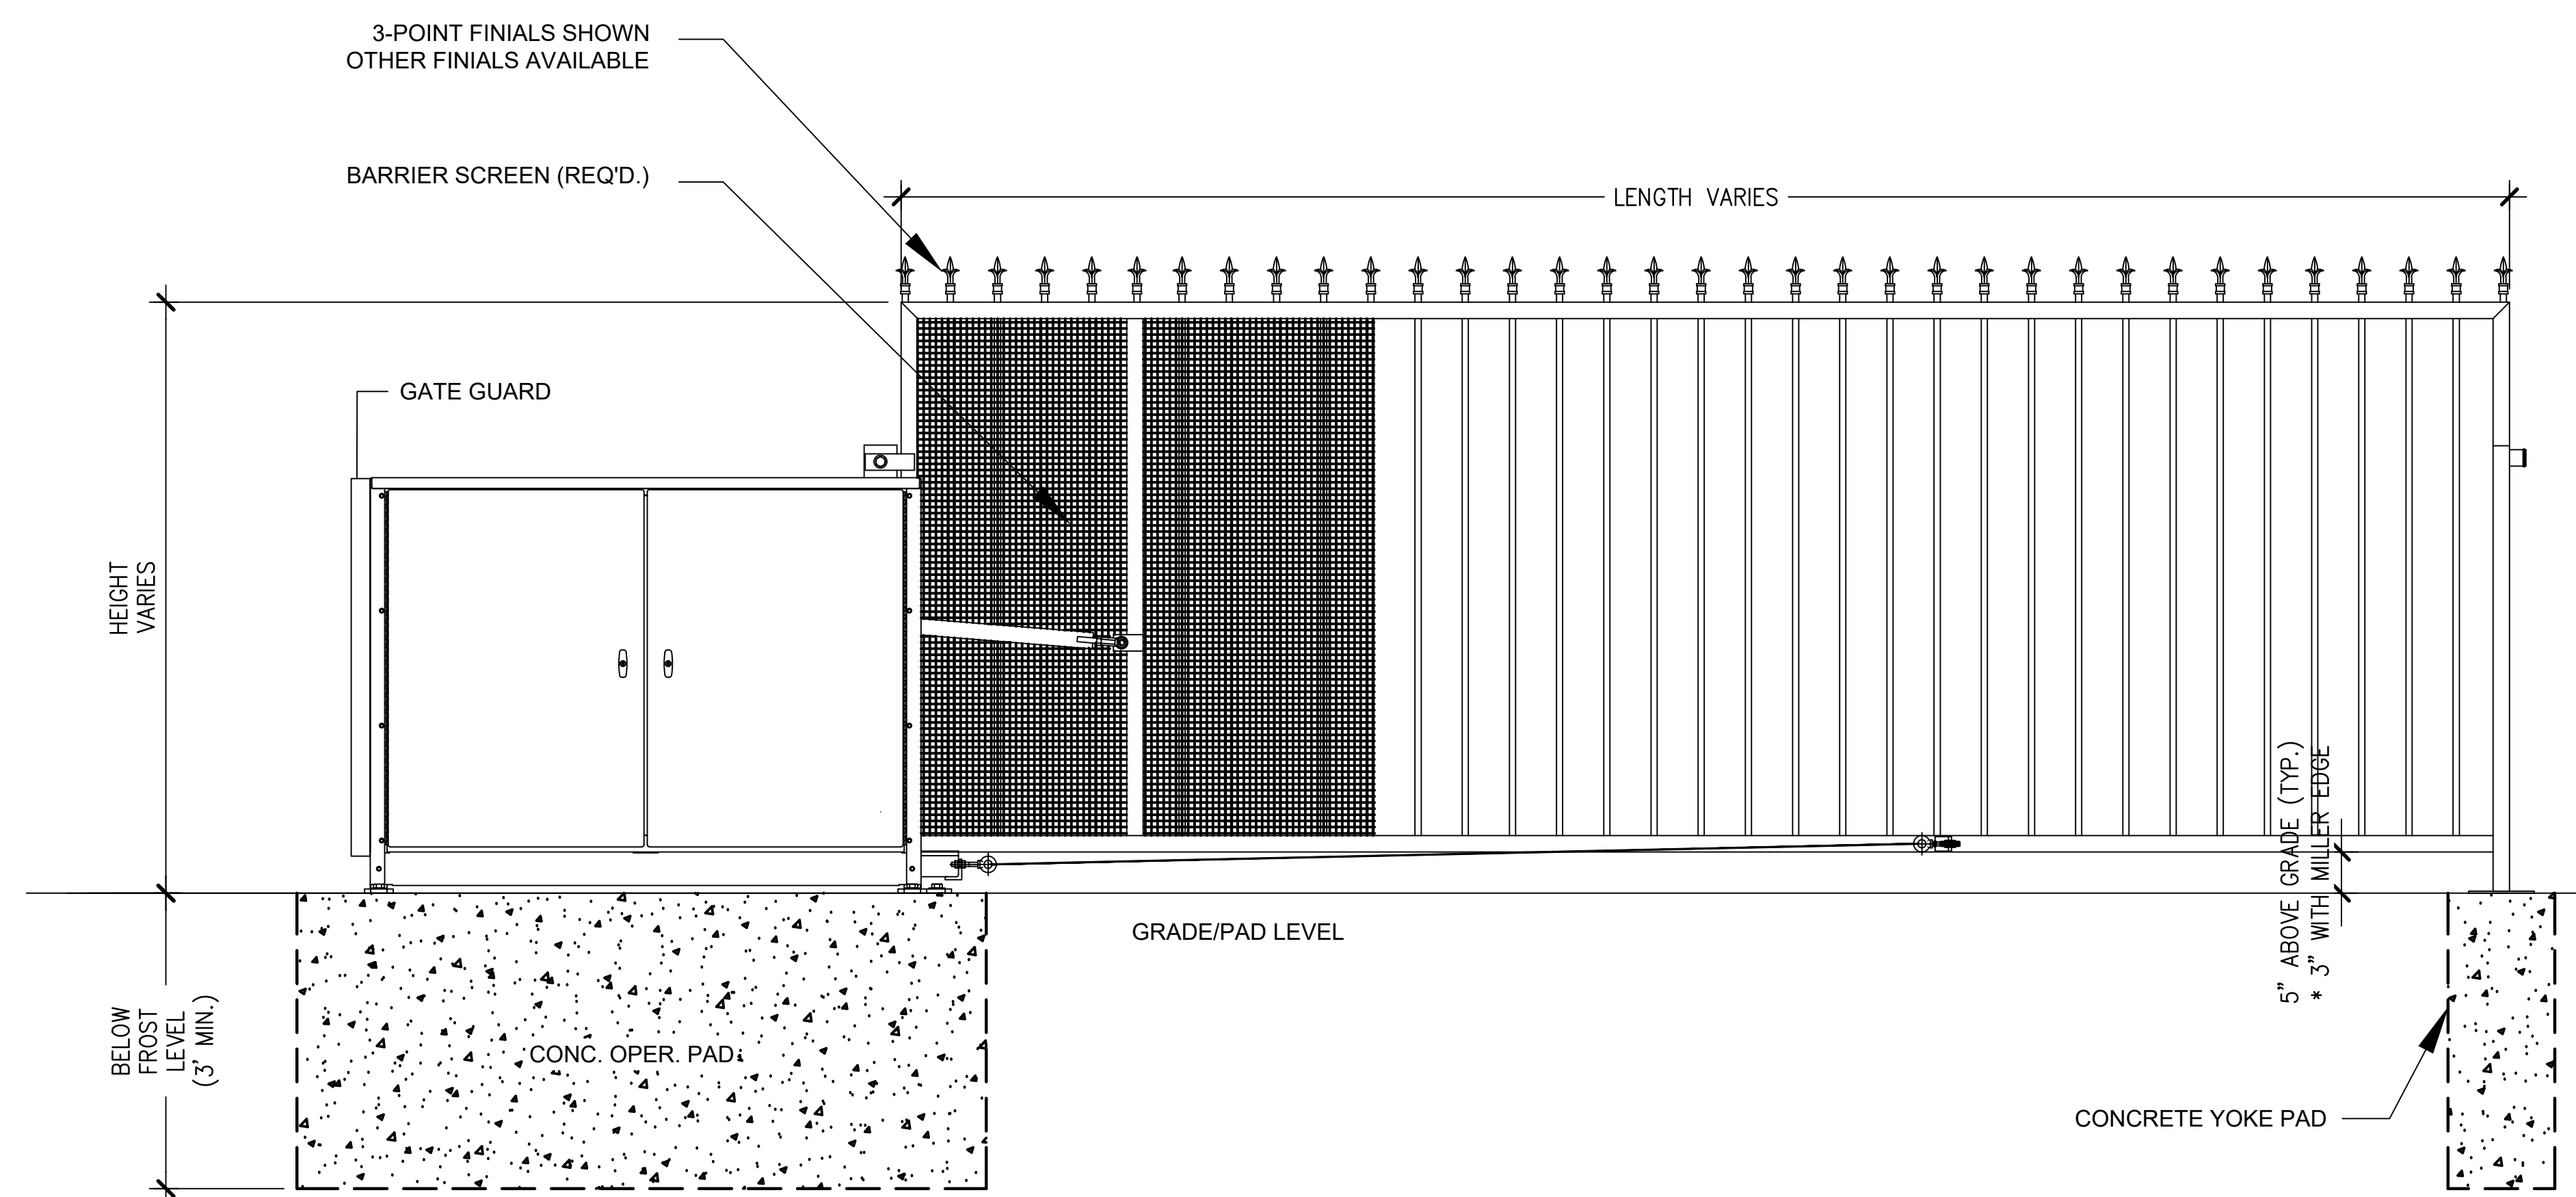 3-POINT FINIALS SHOWN
OTHER FINIALS AVAILABLE
BARRIER SCREEN (REQ'D.)
LENGTH VARIES
GATE GUARD
HEIGHT
VARIES
5" ABOVE GRADE (TYP.)
* 3" WITH MILLER EDGE
GRADE/PAD LEVEL
BELOW
FROST
LEVEL
(3' MIN.)
CONC. OPER. PAD
CONCRETE YOKE PAD